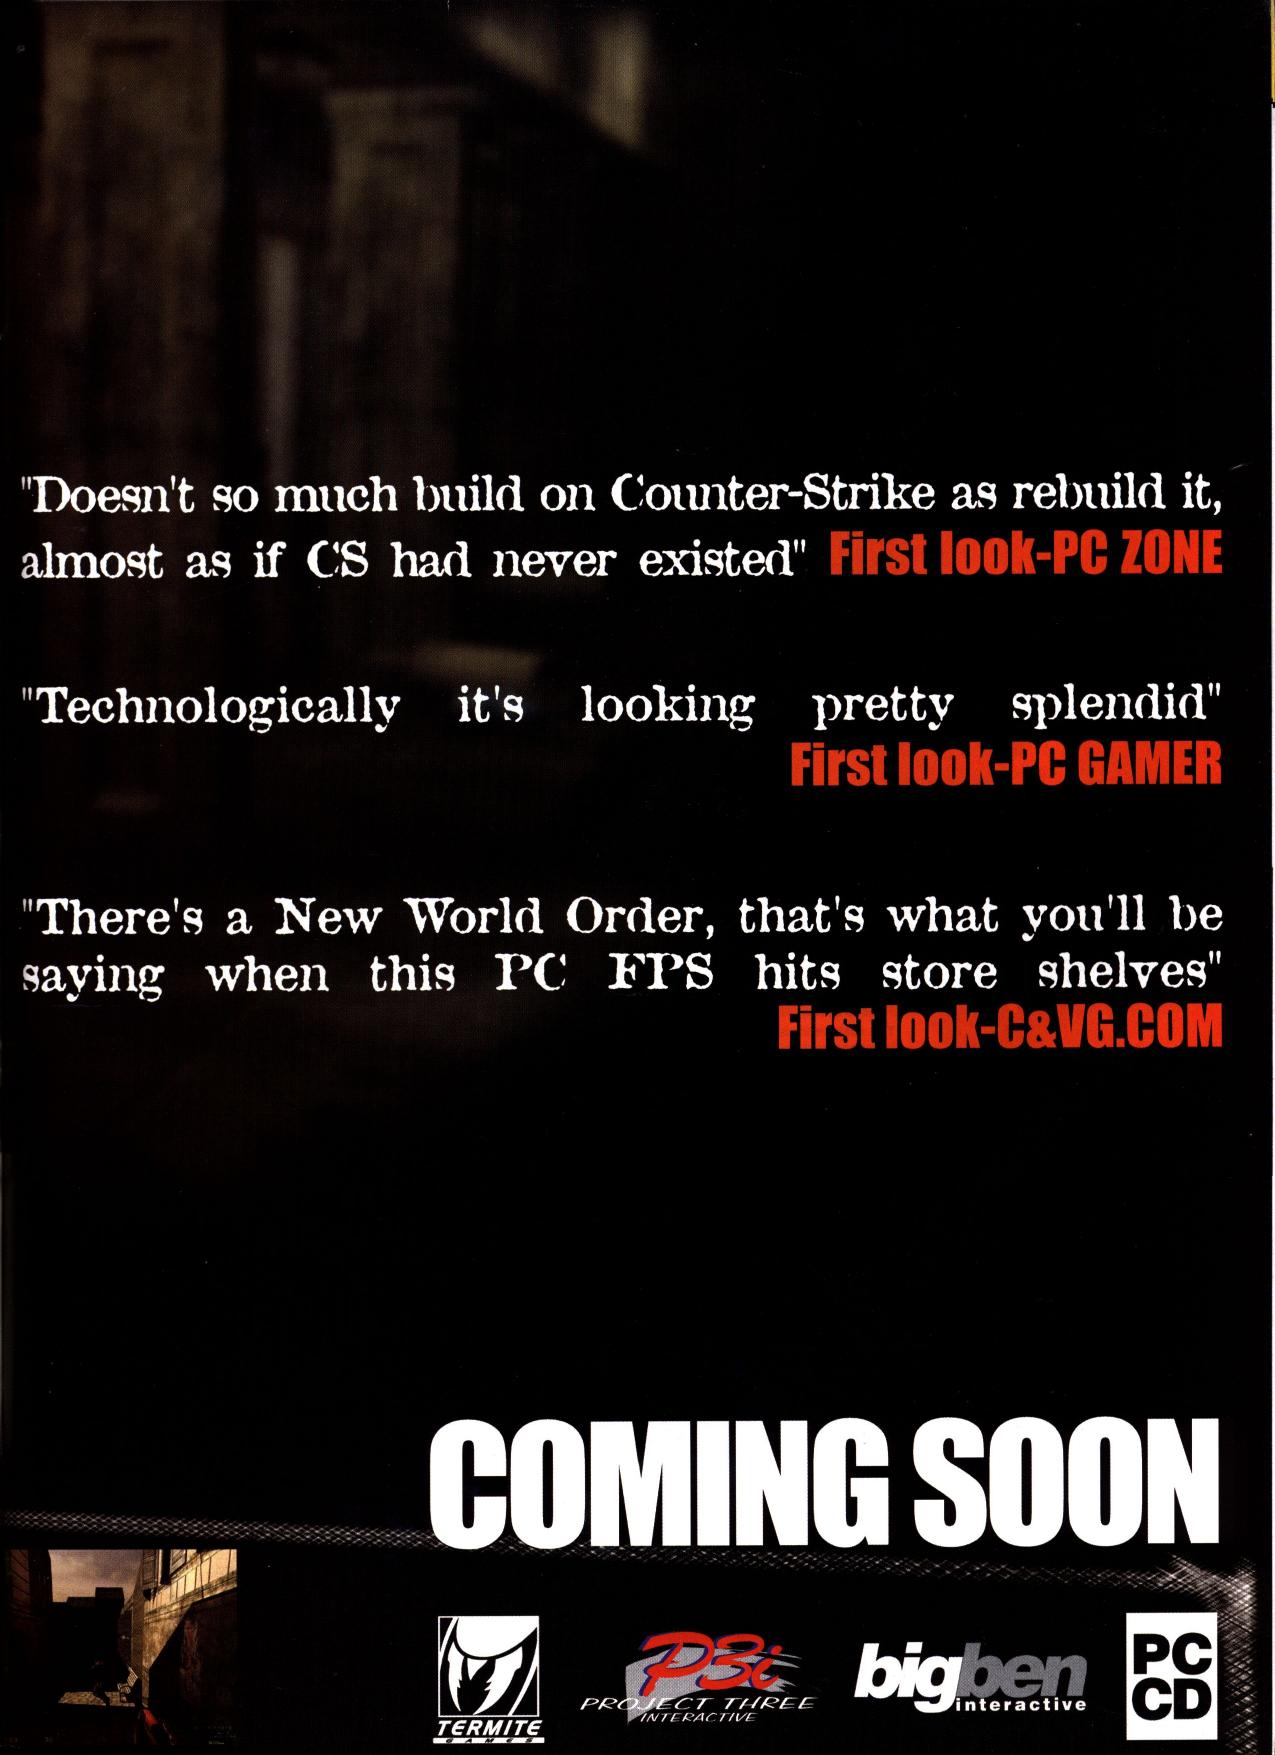 "Doesn't so much build on Counter-Strike as rebuild it,
almost as if CS had never existed" First look-PC ZONE
"Technologically it's looking pretty splendid"
First look-PC GAMER
"There's a New World Order, that's what you'll be
saying when this PC FPS hits store shelves"
First look-C&VG.COM
COMING SOON
TERMITE
GAMES
P3i
PROJECT THREE
INTERACTIVE
bigben
interactive
PC
CD